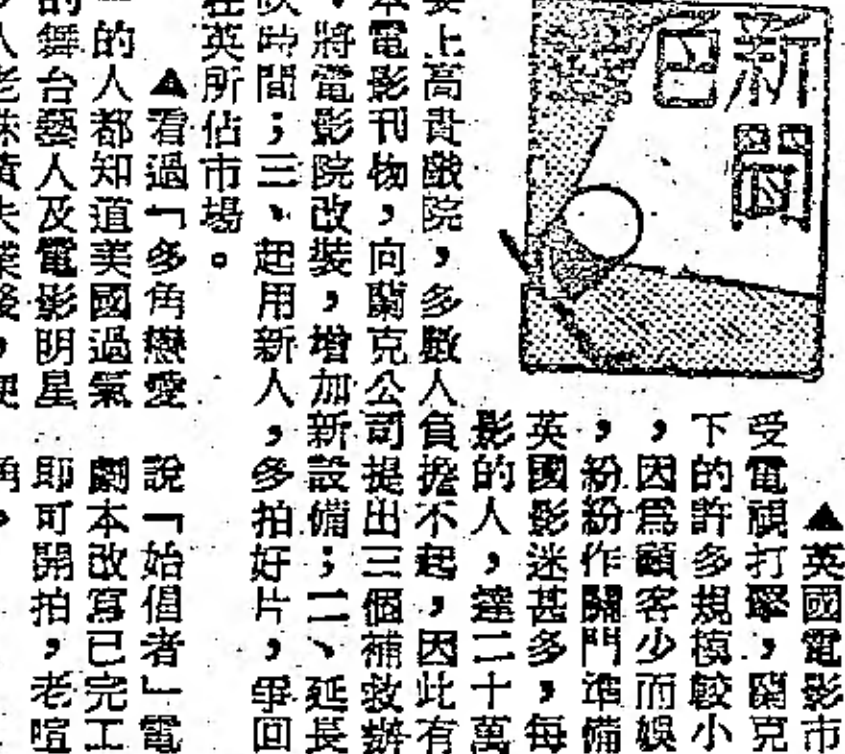 新聞
日
▲英國電影市
受電視打擊,蘭克
下的許多規模較小
,因爲顧客少而娛
,紛紛作關門準備
英國影迷甚多,每
影的人,達二十萬
要上高貴戲院,多數人負擔不起,因此有
本電影刊物,向蘭克公司提出三個補救辦
,將電影院改裝,增加新設備;二、延長
映時間;三、起用新人,多拍好片,爭回
在英所佔市場。
▲看過「多角戀愛
」的人都知道美國過氣
的舞台藝人及電影明星
人老珠黃失業後,便
說「始倡者」電
劇本改寫已完工
即可開拍,老喧
角。